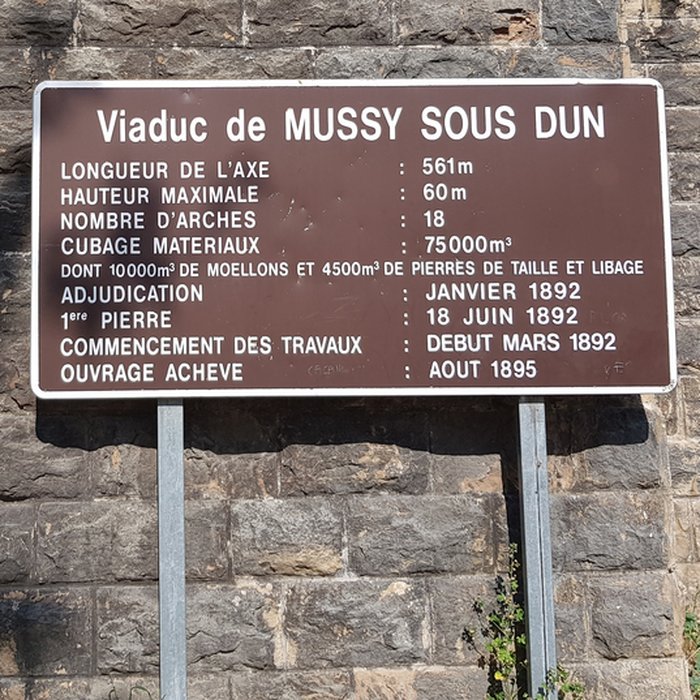 Viaduc de MUSSY SOUS DUN
LONGUEUR DE L'AXE : 561m
HAUTEUR MAXIMALE : 60m
NOMBRE D'ARCHES : 18
CUBAGE MATERIAUX : 75000m³
DONT 10000m³ DE MOELLONS ET 4500m³ DE PIERRES DE TAILLE ET LIBAGE
ADJUDICATION : JANVIER 1892
1ere PIERRE : 18 JUIN 1892
COMMENCEMENT DES TRAVAUX : DEBUT MARS 1892
OUVRAGE ACHEVE : AOUT 1895